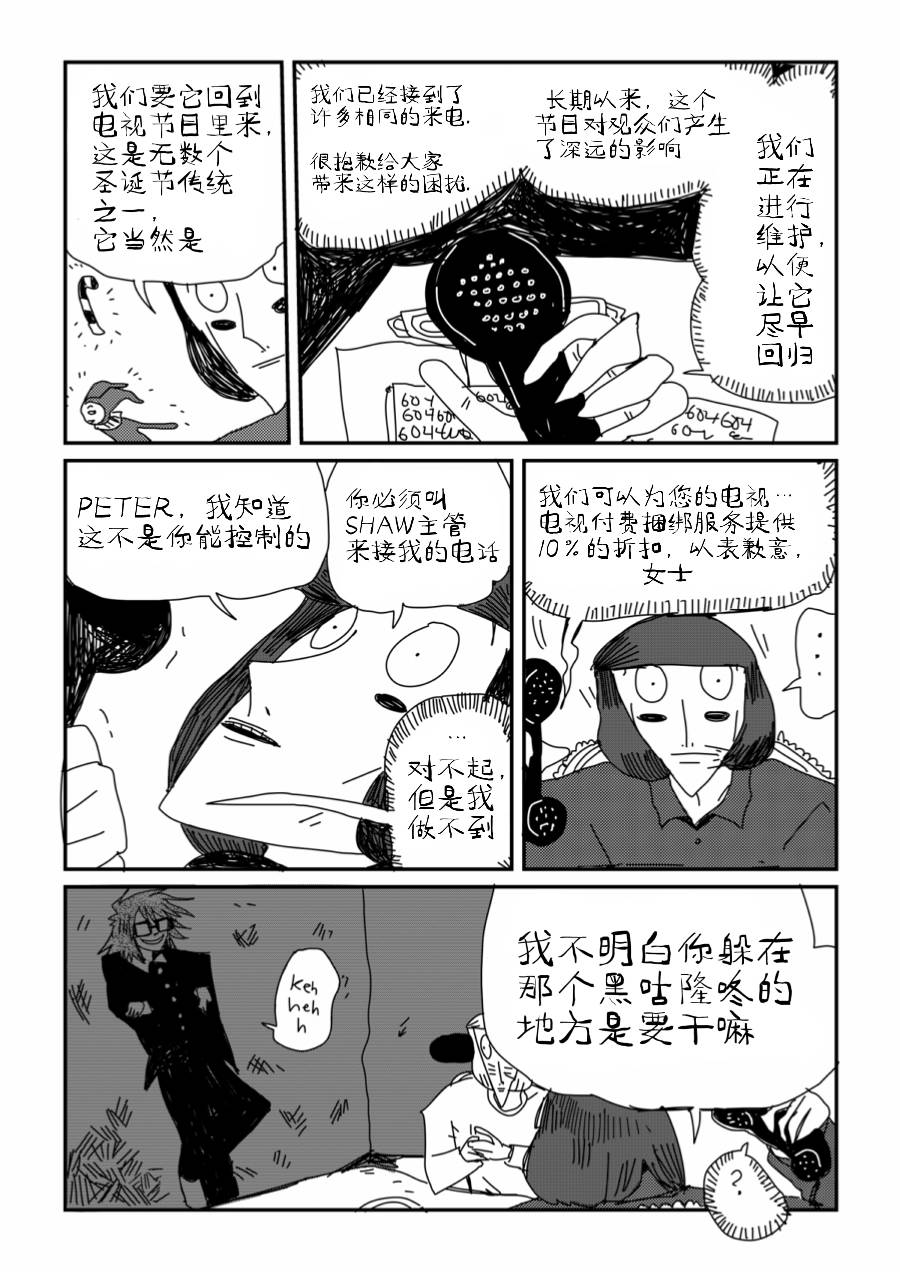 我们要它回到
电视节目里来，
这是无数个
圣诞节传统
之一，
它当然是
我们已经接到了
许多相同的来电.
很抱歉给大家
带来这样的困扰.
长期以来，这个
节目对观众们产生
了深远的影响
我们
正在
进行
维护，
以便
让它
尽早
回归
604
604604
604
604604
PETER，我知道
这不是你能控制的
你必须叫
SHAW主管
来接我的电话
…
对不起，
但是我
做不到
我们可以为您的电视…
电视付费捆绑服务提供
10%的折扣，以表歉意，
女士
...
keh
heh
h
我不明白你躲在
那个黑咕隆咚的
地方是要干嘛
?